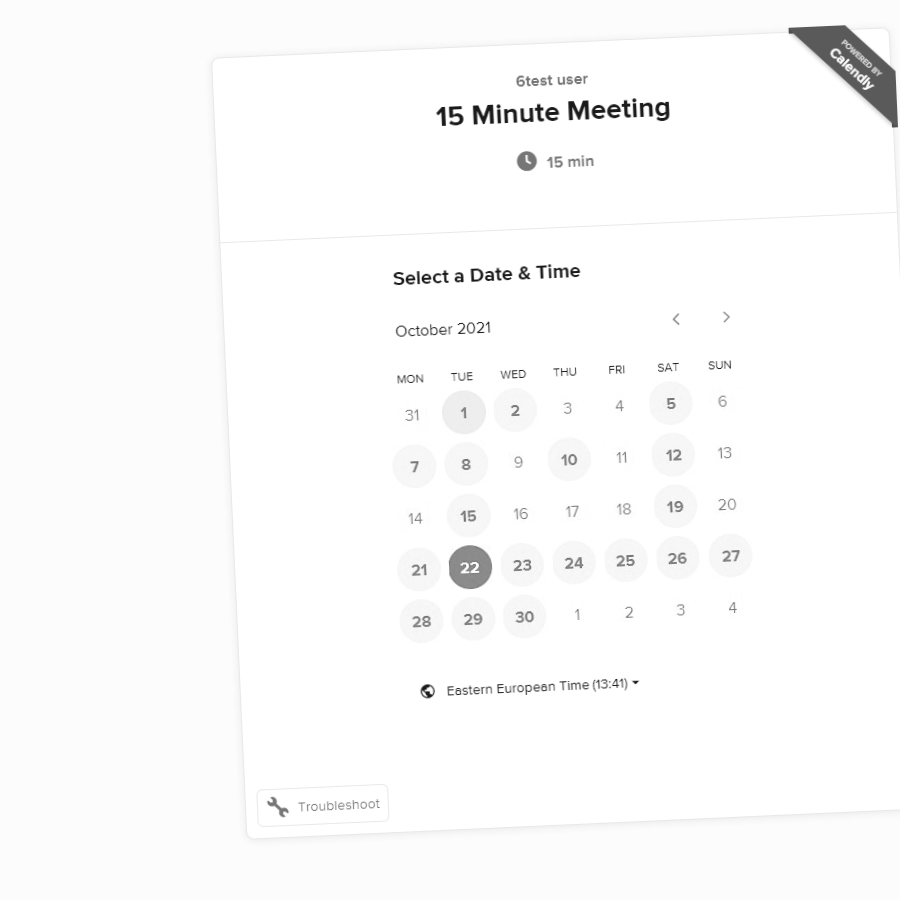 POWERED BY
Calendly
6test user
15 Minute Meeting
15 min
Select a Date & Time
October 2021
MON TUE WED THU FRI SAT SUN
31 1 2 3 4 5 6
7 8 9 10 11 12 13
14 15 16 17 18 19 20
21 22 23 24 25 26 27
28 29 30 1 2 3 4
Eastern European Time (13:41)
Troubleshoot